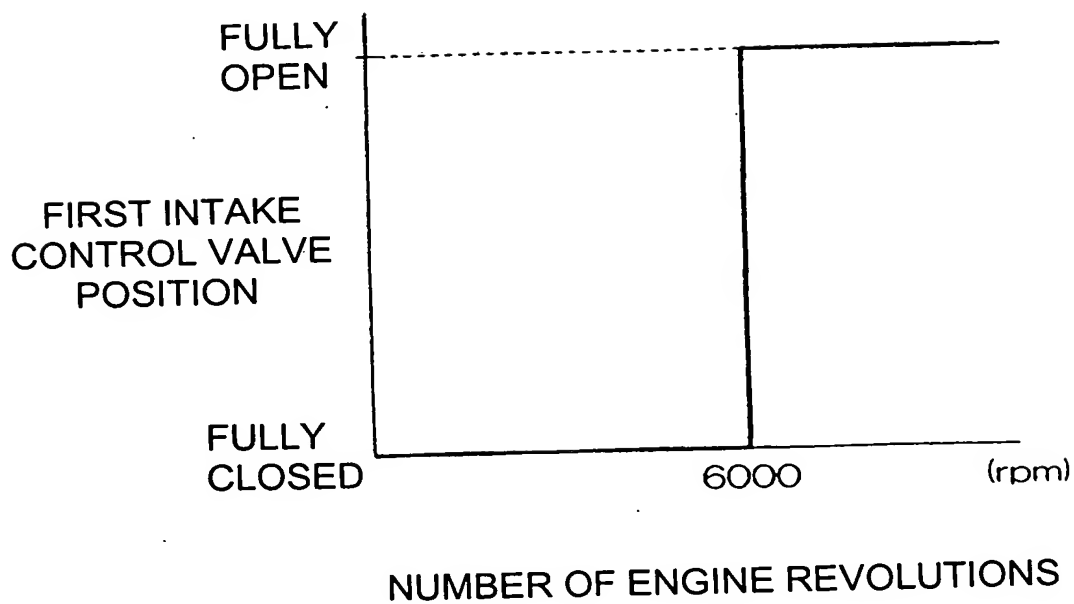 FULLY
OPEN
FIRST INTAKE
CONTROL VALVE
POSITION
FULLY
CLOSED
6000
(rpm)
NUMBER OF ENGINE REVOLUTIONS